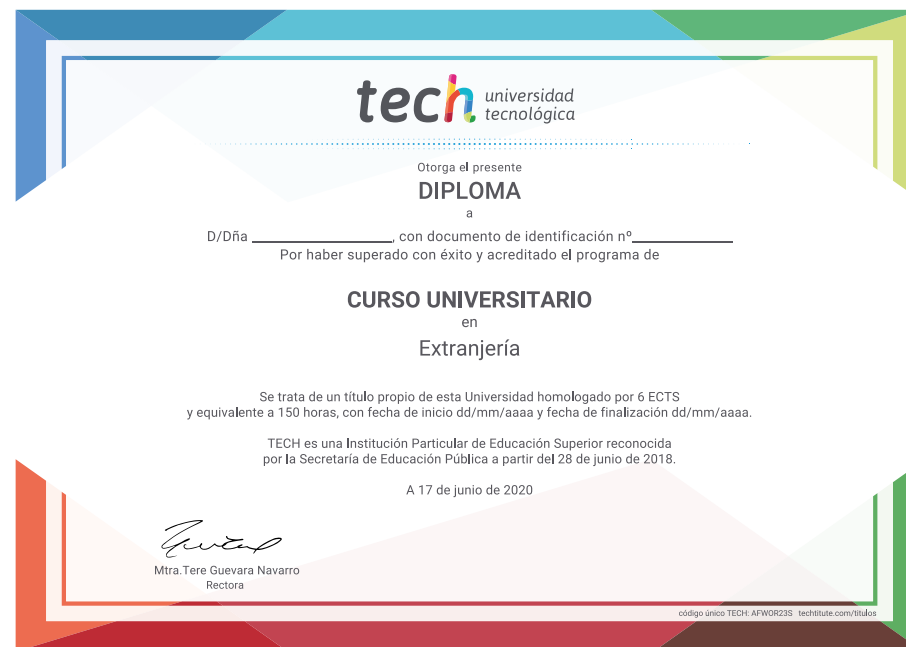 tech universidad
tecnológica
Otorga el presente
DIPLOMA
a
D/Dña ____________________, con documento de identificación nº______________
Por haber superado con éxito y acreditado el programa de
CURSO UNIVERSITARIO
en
Extranjería
Se trata de un título propio de esta Universidad homologado por 6 ECTS
y equivalente a 150 horas, con fecha de inicio dd/mm/aaaa y fecha de finalización dd/mm/aaaa.
TECH es una Institución Particular de Educación Superior reconocida
por la Secretaría de Educación Pública a partir del 28 de junio de 2018.
A 17 de junio de 2020
Mtra.Tere Guevara Navarro
Rectora
código único TECH: AFWOR23S techtitute.com/titulos